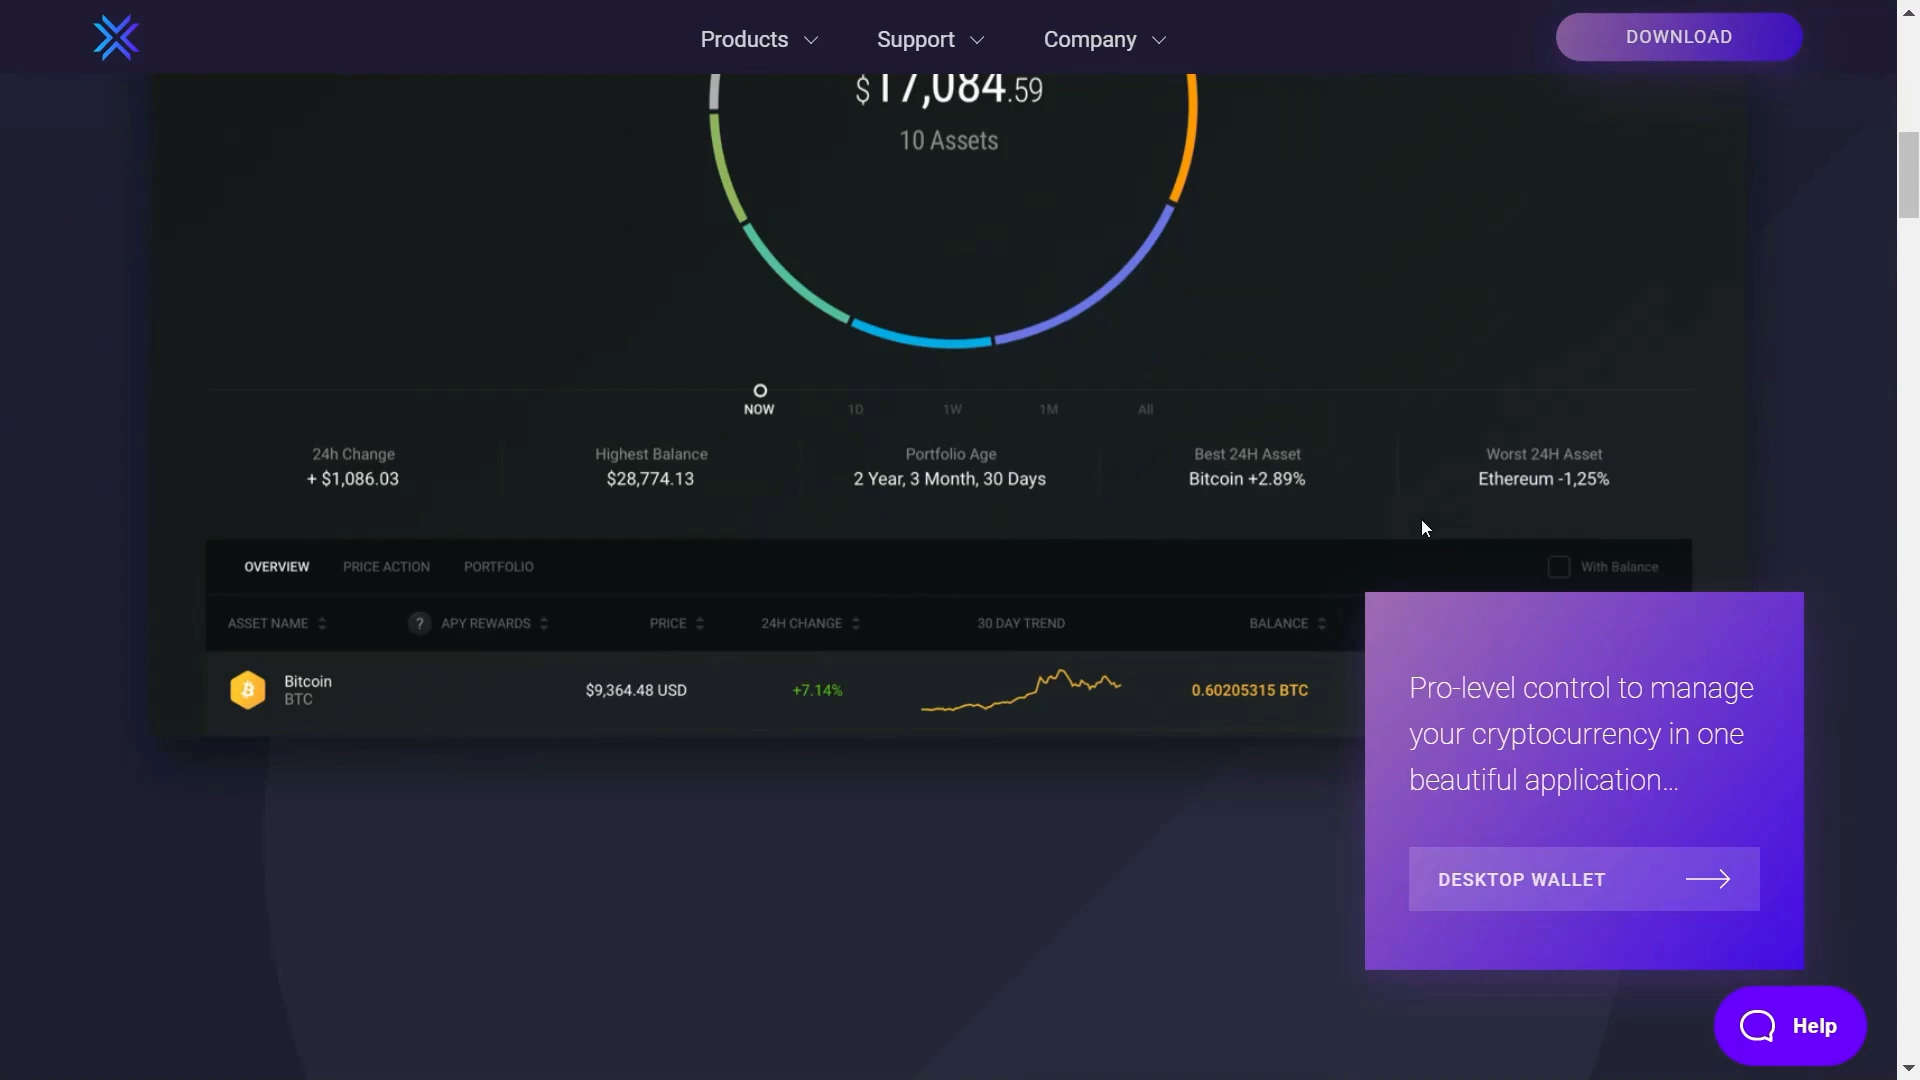 Products
Support
Company
DOWNLOAD
$17,084.59
10 Assets
NOW
1D
1W
1M
All
24h Change
Highest Balance
Portfolio Age
Best 24H Asset
Worst 24H Asset
+ $1,086.03
$28,774.13
2 Year, 3 Month, 30 Days
Bitcoin +2.89%
Ethereum -1,25%
OVERVIEW
PRICE ACTION
PORTFOLIO
With Balance
ASSET NAME
?
APY REWARDS
PRICE
24H CHANGE
30 DAY TREND
BALANCE
Bitcoin
BTC
$9,364.48 USD
+7.14%
0.60205315 BTC
Pro-level control to manage
your cryptocurrency in one
beautiful application...
DESKTOP WALLET
Help